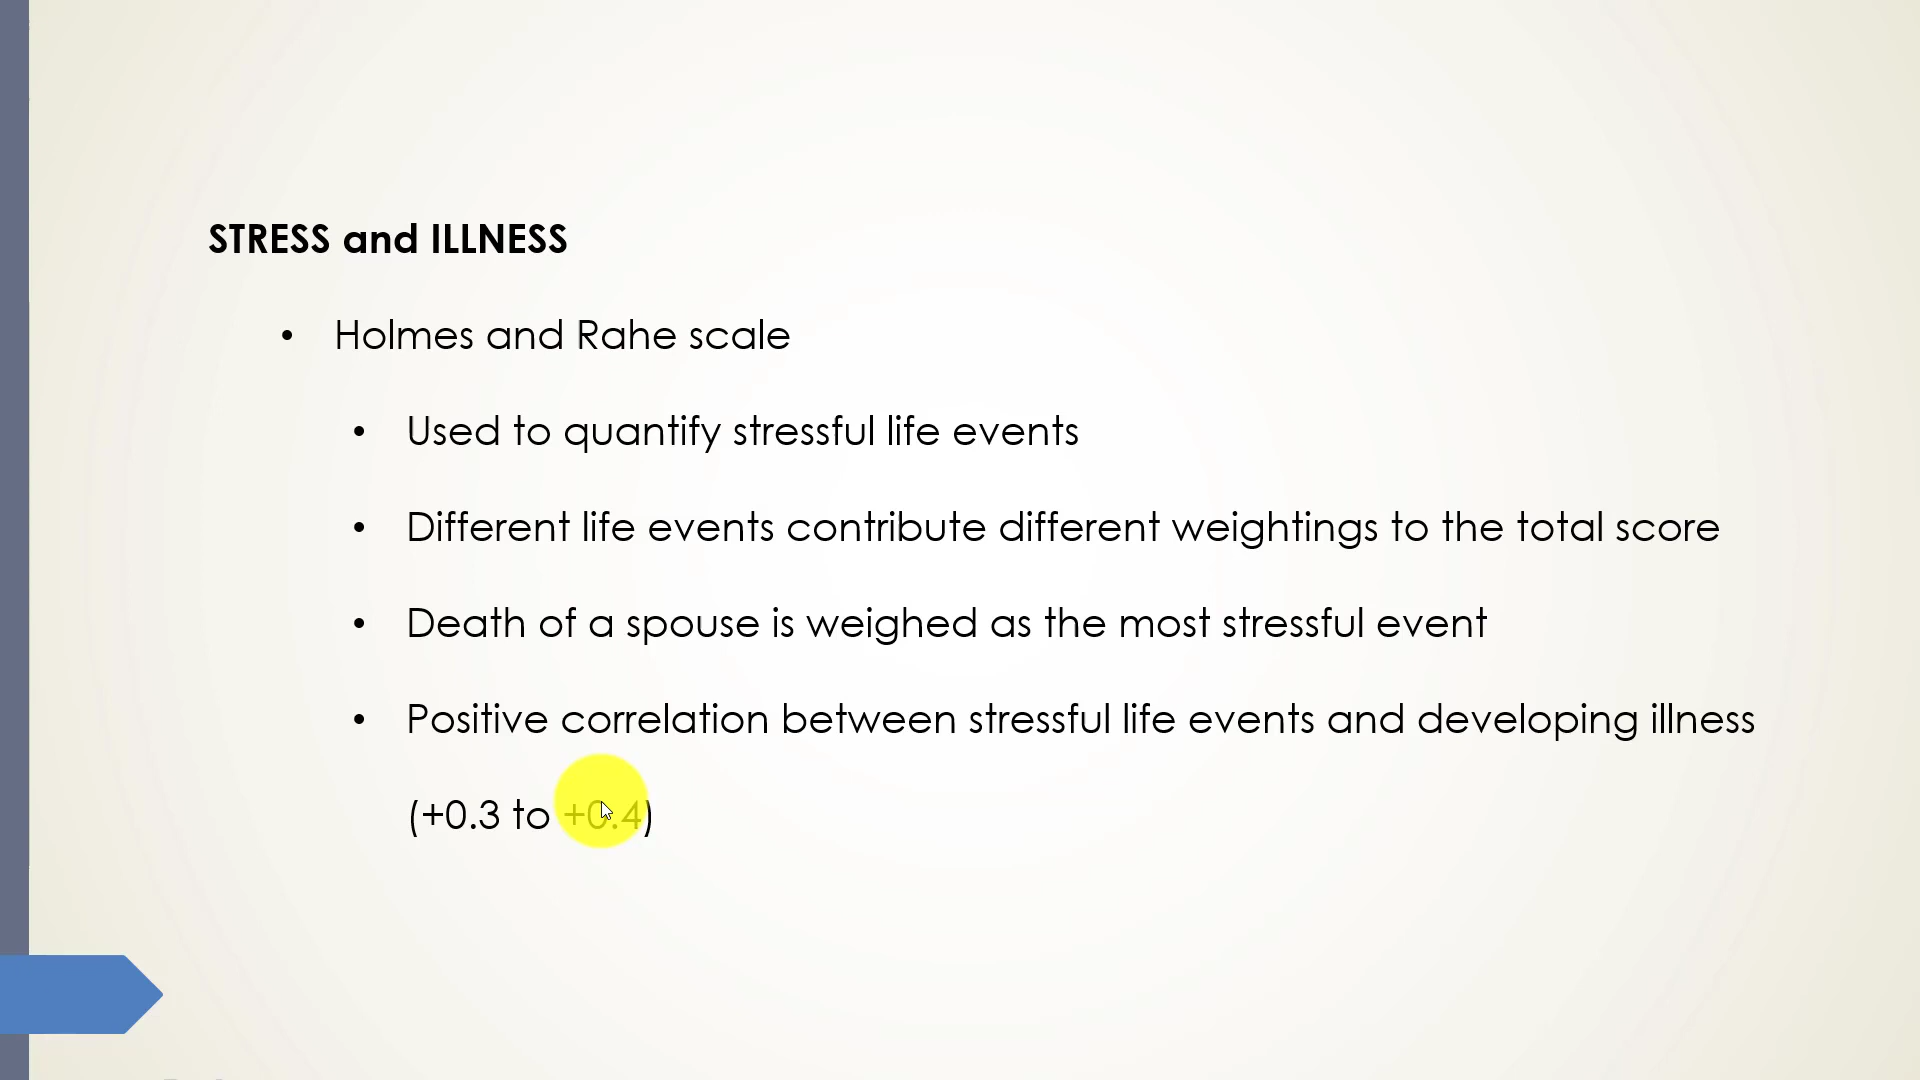 STRESS and ILLNESS
• Holmes and Rahe scale
• Used to quantify stressful life events
• Different life events contribute different weightings to the total score
• Death of a spouse is weighed as the most stressful event
• Positive correlation between stressful life events and developing illness
(+0.3 to +0.4)